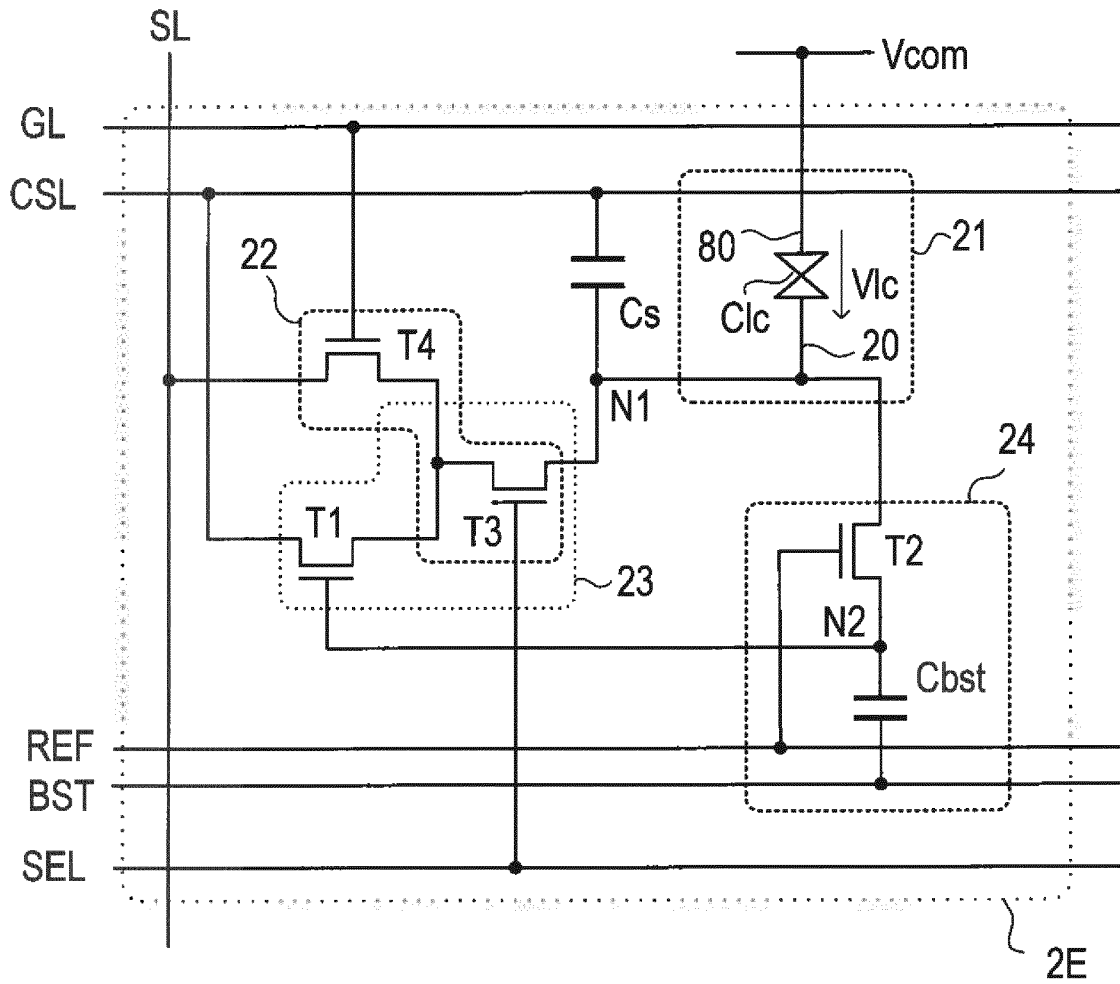 SL
Vcom
GL
CSL
22
80
21
Vlc
Clc
Cs
T4
20
N1
24
T1
T3
T2
23
N2
Cbst
REF
BST
SEL
2E